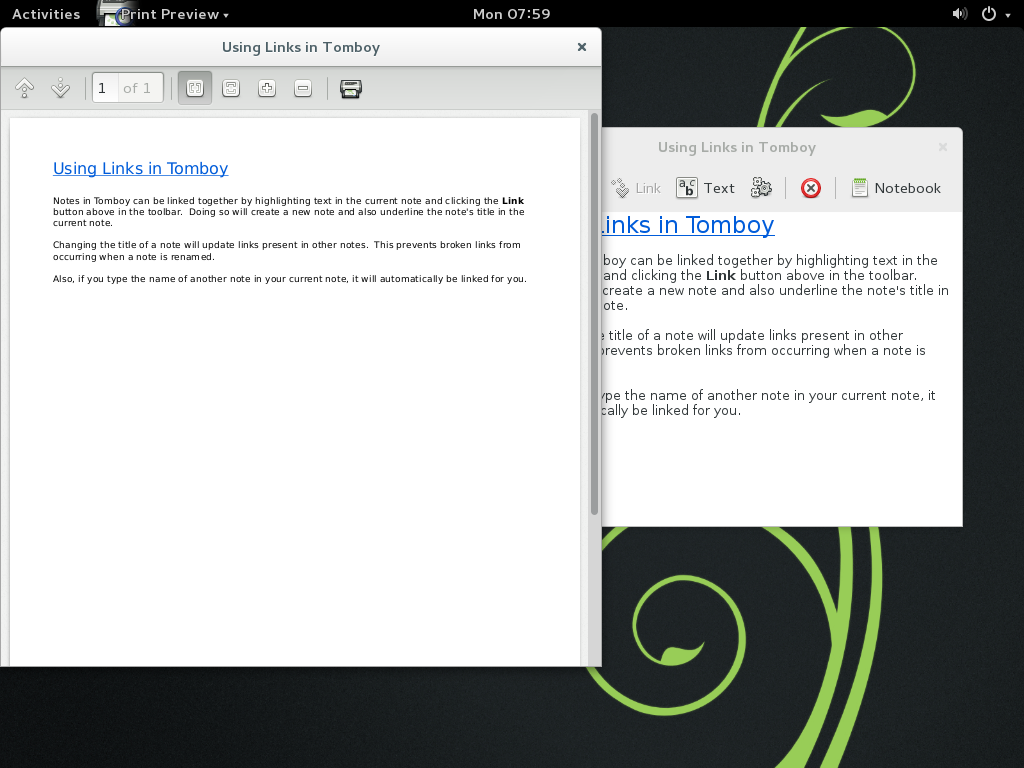 Activities
Print Preview
Mon 07:59
Using Links in Tomboy
1 of 1
Using Links in Tomboy
Notes in Tomboy can be linked together by highlighting text in the current note and clicking the Link
button above in the toolbar.  Doing so will create a new note and also underline the note's title in the
current note.
Changing the title of a note will update links present in other notes.  This prevents broken links from
occurring when a note is renamed.
Also, if you type the name of another note in your current note, it will automatically be linked for you.
Using Links in Tomboy
Link
Text
Notebook
Links in Tomboy
boy can be linked together by highlighting text in the
and clicking the Link button above in the toolbar.
create a new note and also underline the note's title in
ote.
e title of a note will update links present in other
prevents broken links from occurring when a note is
ype the name of another note in your current note, it
cally be linked for you.